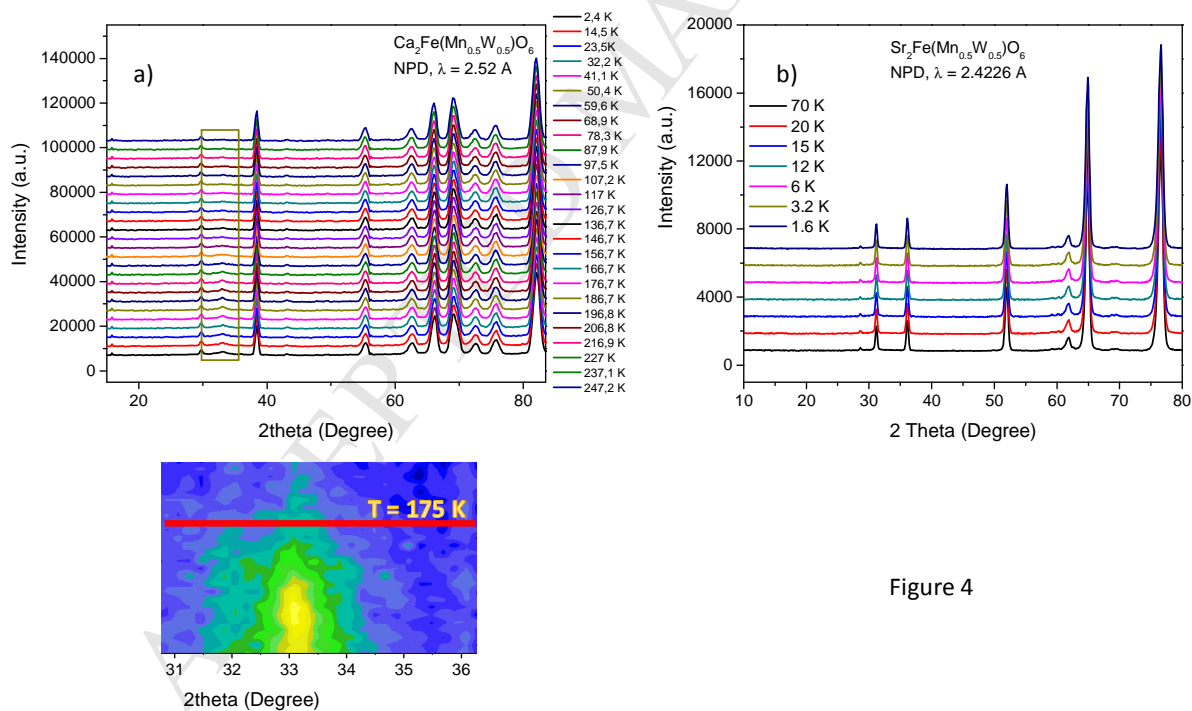 Ca2Fe(Mn0.5W0.5)O6
NPD, λ = 2.52 A
a)
Intensity (a.u.)
140000
120000
100000
80000
60000
40000
20000
0
20
40
60
80
2theta (Degree)
2,4 K
14,5 K
23,5K
32,2 K
41,1 K
50,4 K
59,6 K
68,9 K
78.3 K
87,9 K
97,5 K
107,2 K
117 K
126,7 K
136,7 K
146,7 K
156,7 K
166,7 K
176,7 K
186,7 K
196,8 K
206,8 K
216,9 K
227 K
237,1 K
247,2 K
b)
Sr2Fe(Mn0.5W0.5)O6
NPD, λ = 2.4226 A
Intensity (a.u.)
20000
16000
12000
8000
4000
0
70 K
20 K
15 K
12 K
6 K
3.2 K
1.6 K
10
20
30
40
50
60
70
80
2 Theta (Degree)
T = 175 K
31
32
33
34
35
36
2theta (Degree)
Figure 4